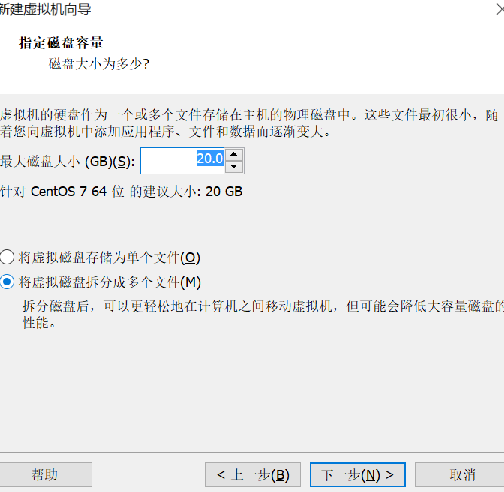 新建虚拟机向导
指定磁盘容量
磁盘大小为多少?
虚拟机的硬盘作为一个或多个文件存储在主机的物理磁盘中。这些文件最初很小，随
着您向虚拟机中添加应用程序、文件和数据而逐渐变大。
最大磁盘大小 (GB)(S): 20.0
针对 CentOS 7 64 位 的建议大小: 20 GB
将虚拟磁盘存储为单个文件(O)
将虚拟磁盘拆分成多个文件(M)
拆分磁盘后，可以更轻松地在计算机之间移动虚拟机，但可能会降低大容量磁盘的
性能。
帮助 < 上一步(B) 下一步(N) > 取消